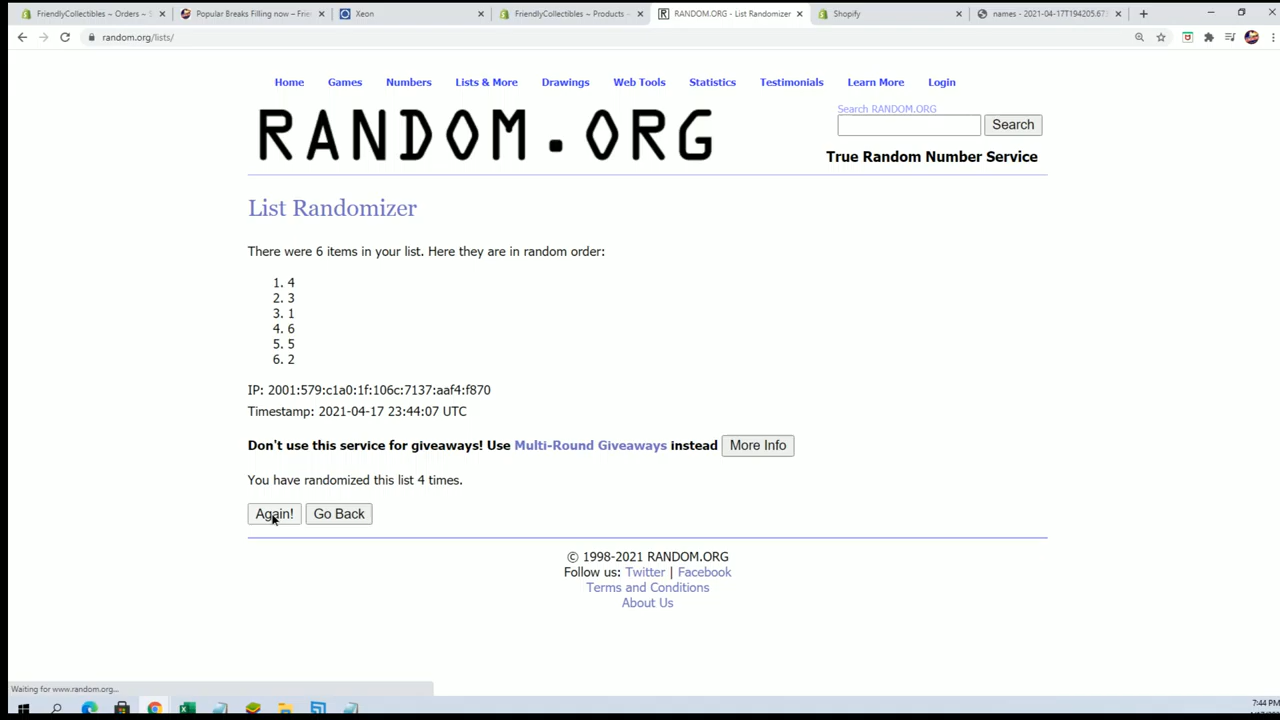 FriendlyCollectibles ~ Orders ~ S
Popular Breaks Filling now – Frie
Xeon
FriendlyCollectibles ~ Products ~
RANDOM.ORG - List Randomizer
Shopify
names - 2021-04-17T194205.67
random.org/lists/
Home Games Numbers Lists & More Drawings Web Tools Statistics Testimonials Learn More Login
RANDOM.ORG
Search RANDOM.ORG
Search
True Random Number Service
List Randomizer
There were 6 items in your list. Here they are in random order:
1. 4
2. 3
3. 1
4. 6
5. 5
6. 2
IP: 2001:579:c1a0:1f:106c:7137:aaf4:f870
Timestamp: 2021-04-17 23:44:07 UTC
Don't use this service for giveaways! Use Multi-Round Giveaways instead More Info
You have randomized this list 4 times.
Again! Go Back
© 1998-2021 RANDOM.ORG
Follow us: Twitter | Facebook
Terms and Conditions
About Us
Waiting for www.random.org...
7:44 PM